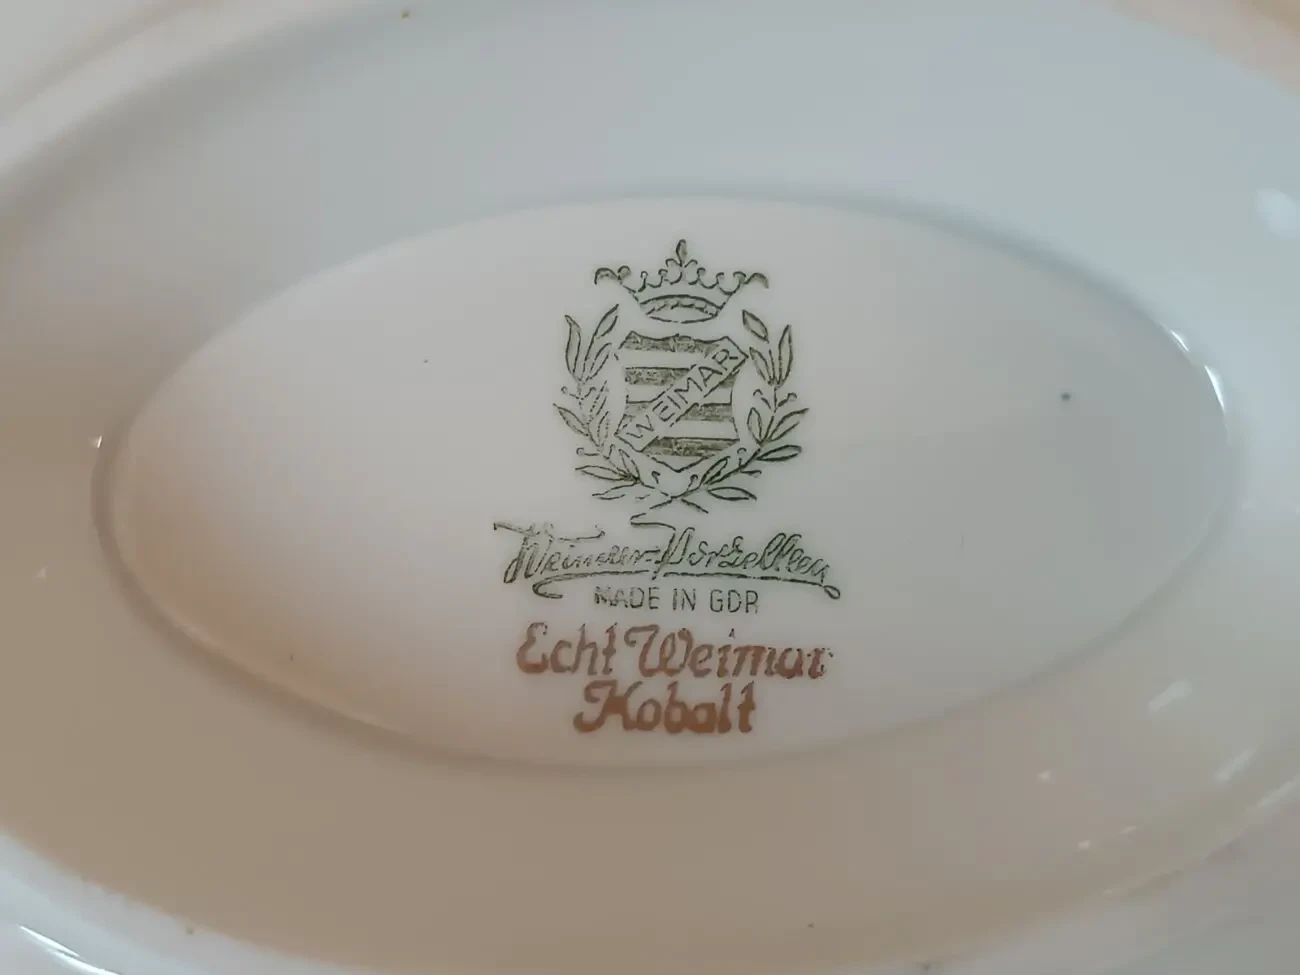 WEIMAR
Weimar-Porzellan
MADE IN GDR
Echt Weimar
Kobalt